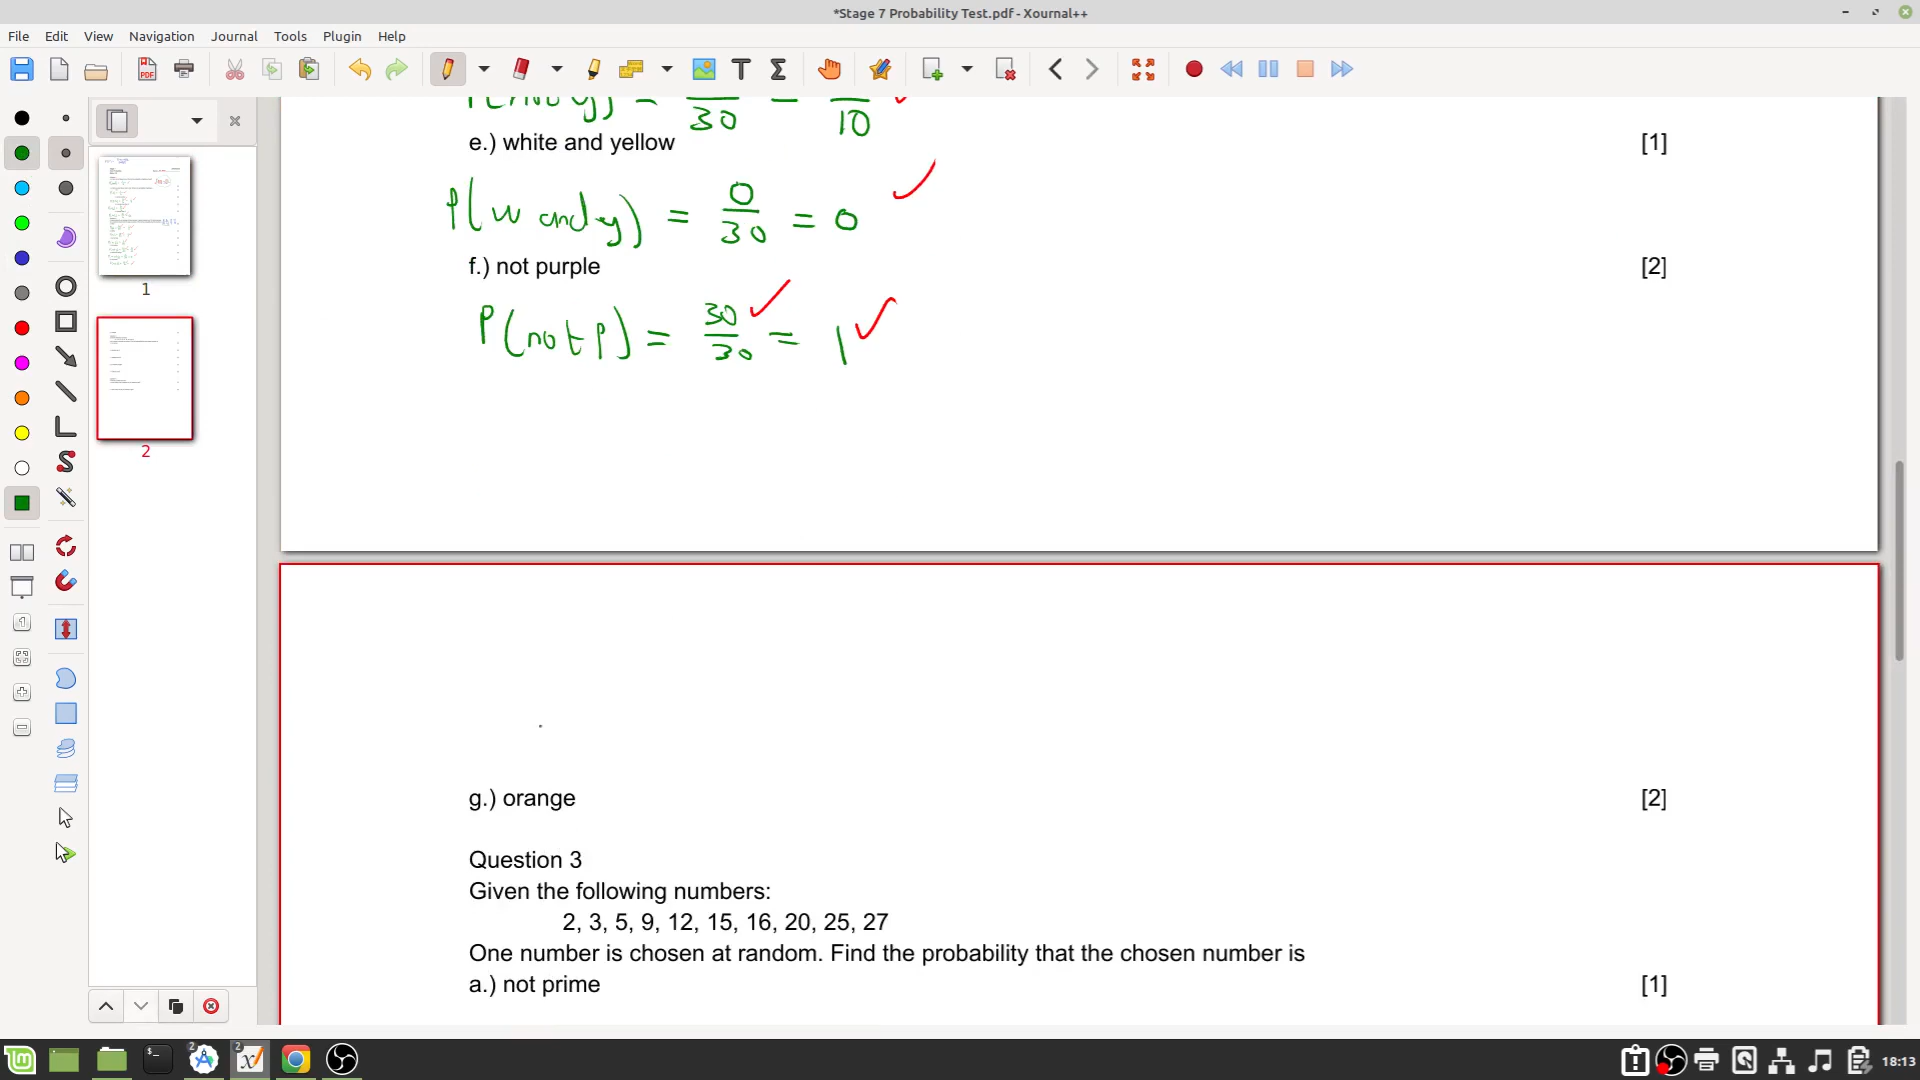 *Stage 7 Probability Test.pdf - Xournal++
File Edit View Navigation Journal Tools Plugin Help
P(not y) = 30 = 10
e.) white and yellow [1]
P(w and y) = 0/30 = 0
f.) not purple [2]
P(not P) = 30/30 = 1
1
2
g.) orange [2]
Question 3
Given the following numbers:
2, 3, 5, 9, 12, 15, 16, 20, 25, 27
One number is chosen at random. Find the probability that the chosen number is
a.) not prime [1]
18:13